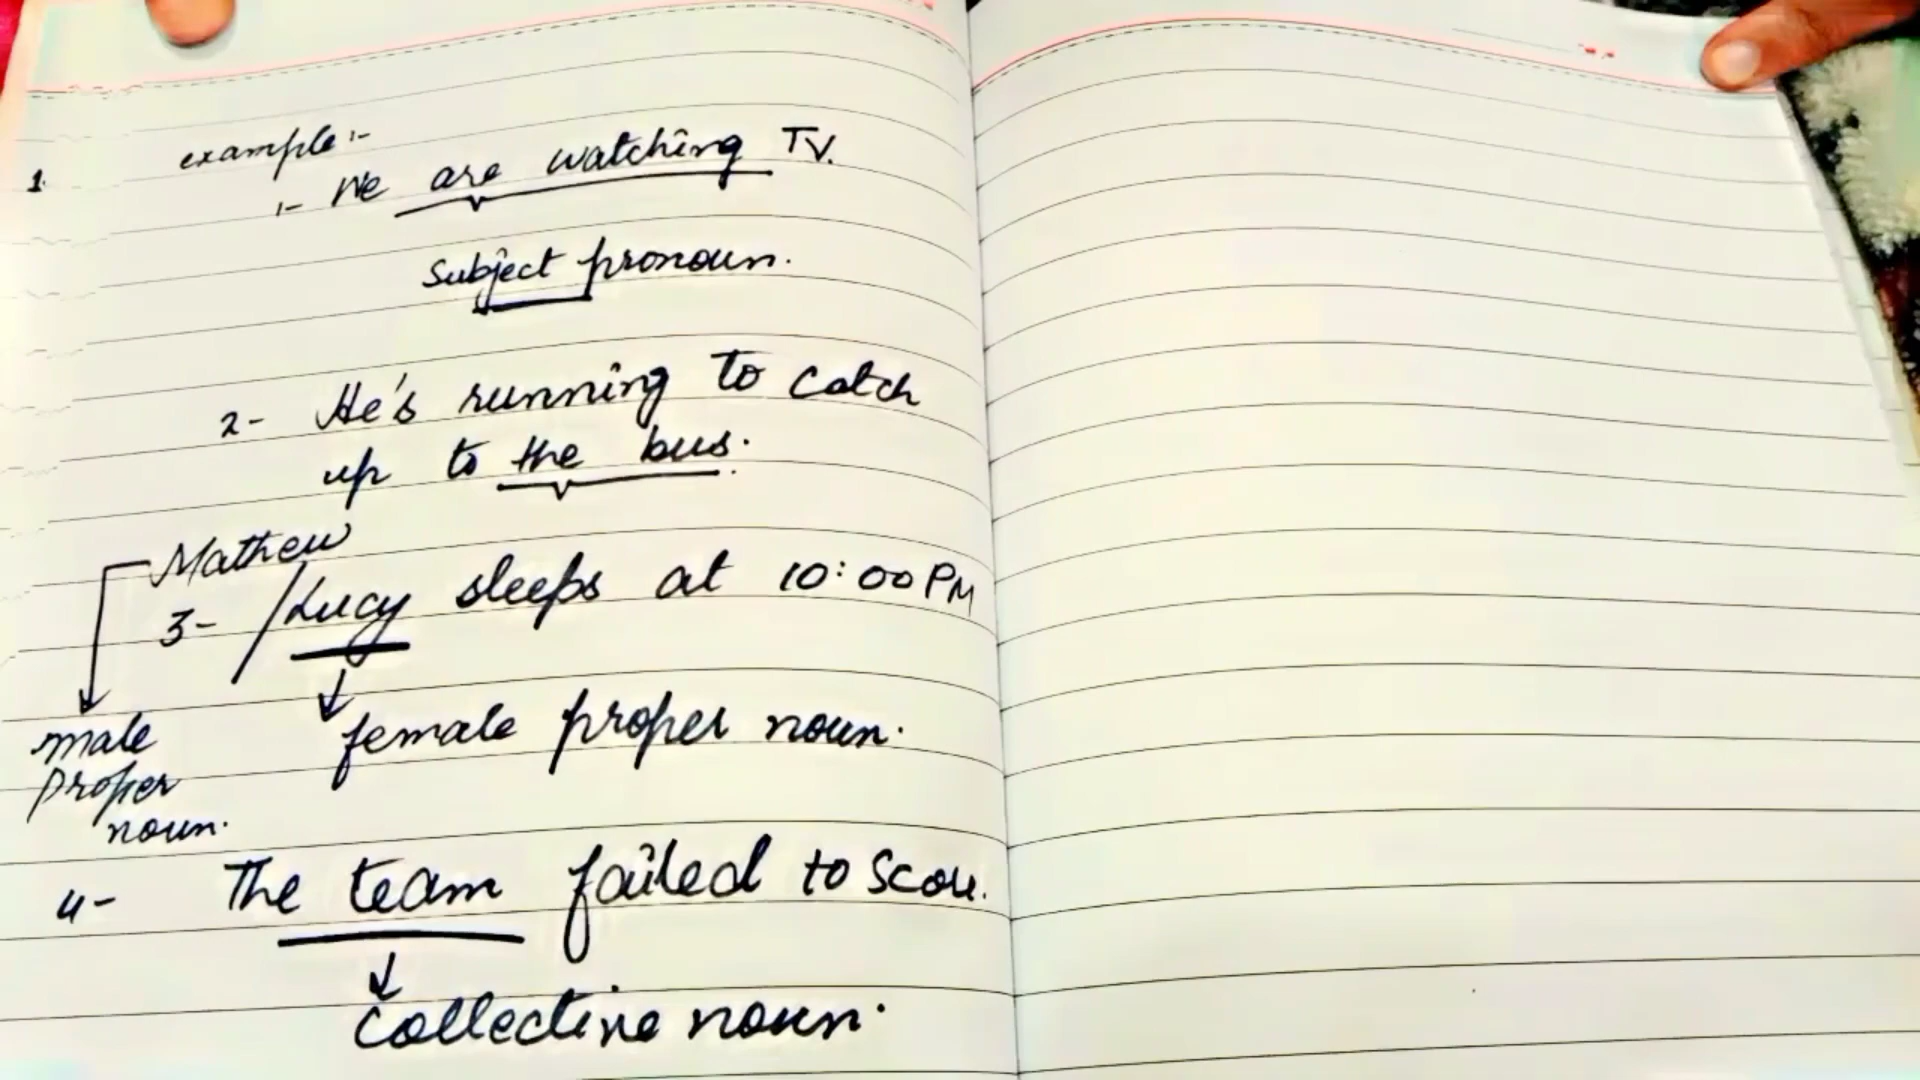 example:-
1.
1- We are watching TV.
Subject pronoun.
2- He's running to catch
up to the bus.
Mathew
3- /Lucy sleeps at 10:00 PM
female proper noun.
male
proper
noun.
4- The team failed to score.
Collective noun.